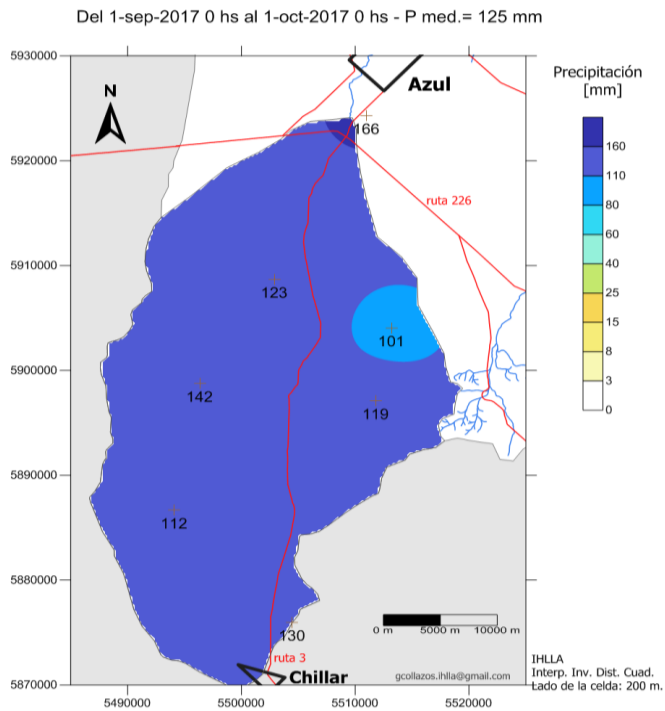 Del 1-sep-2017 0 hs al 1-oct-2017 0 hs - P med.= 125 mm
5930000
5920000
5910000
5900000
5890000
5880000
5870000
5490000
5500000
5510000
5520000
N
Azul
166
ruta 226
123
101
142
119
112
130
ruta 3
Chillar
0 m
5000 m
10000 m
gcollazos.ihlla@gmail.com
Precipitación
[mm]
160
110
80
60
40
25
15
8
3
0
IHLLA
Interp. Inv. Dist. Cuad.
Lado de la celda: 200 m.